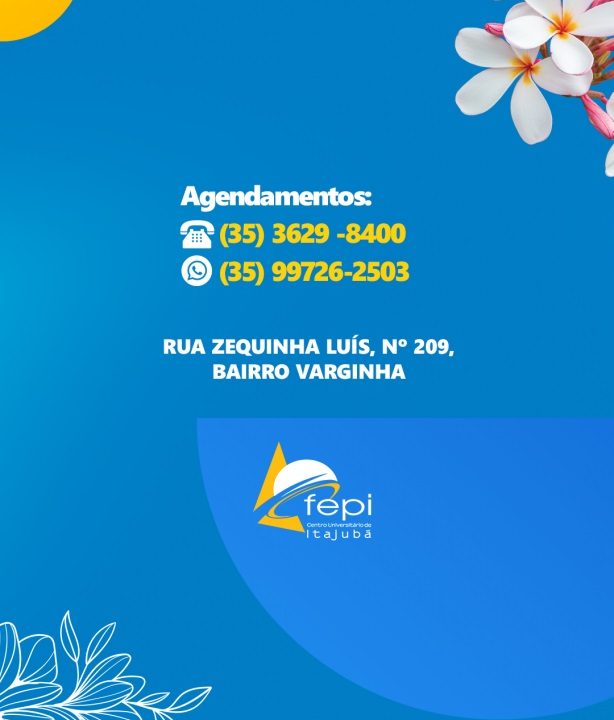 Agendamentos:
(35) 3629 -8400
(35) 99726-2503
RUA ZEQUINHA LUÍS, Nº 209,
BAIRRO VARGINHA
fepi
Centro Universitário de
Itajubá